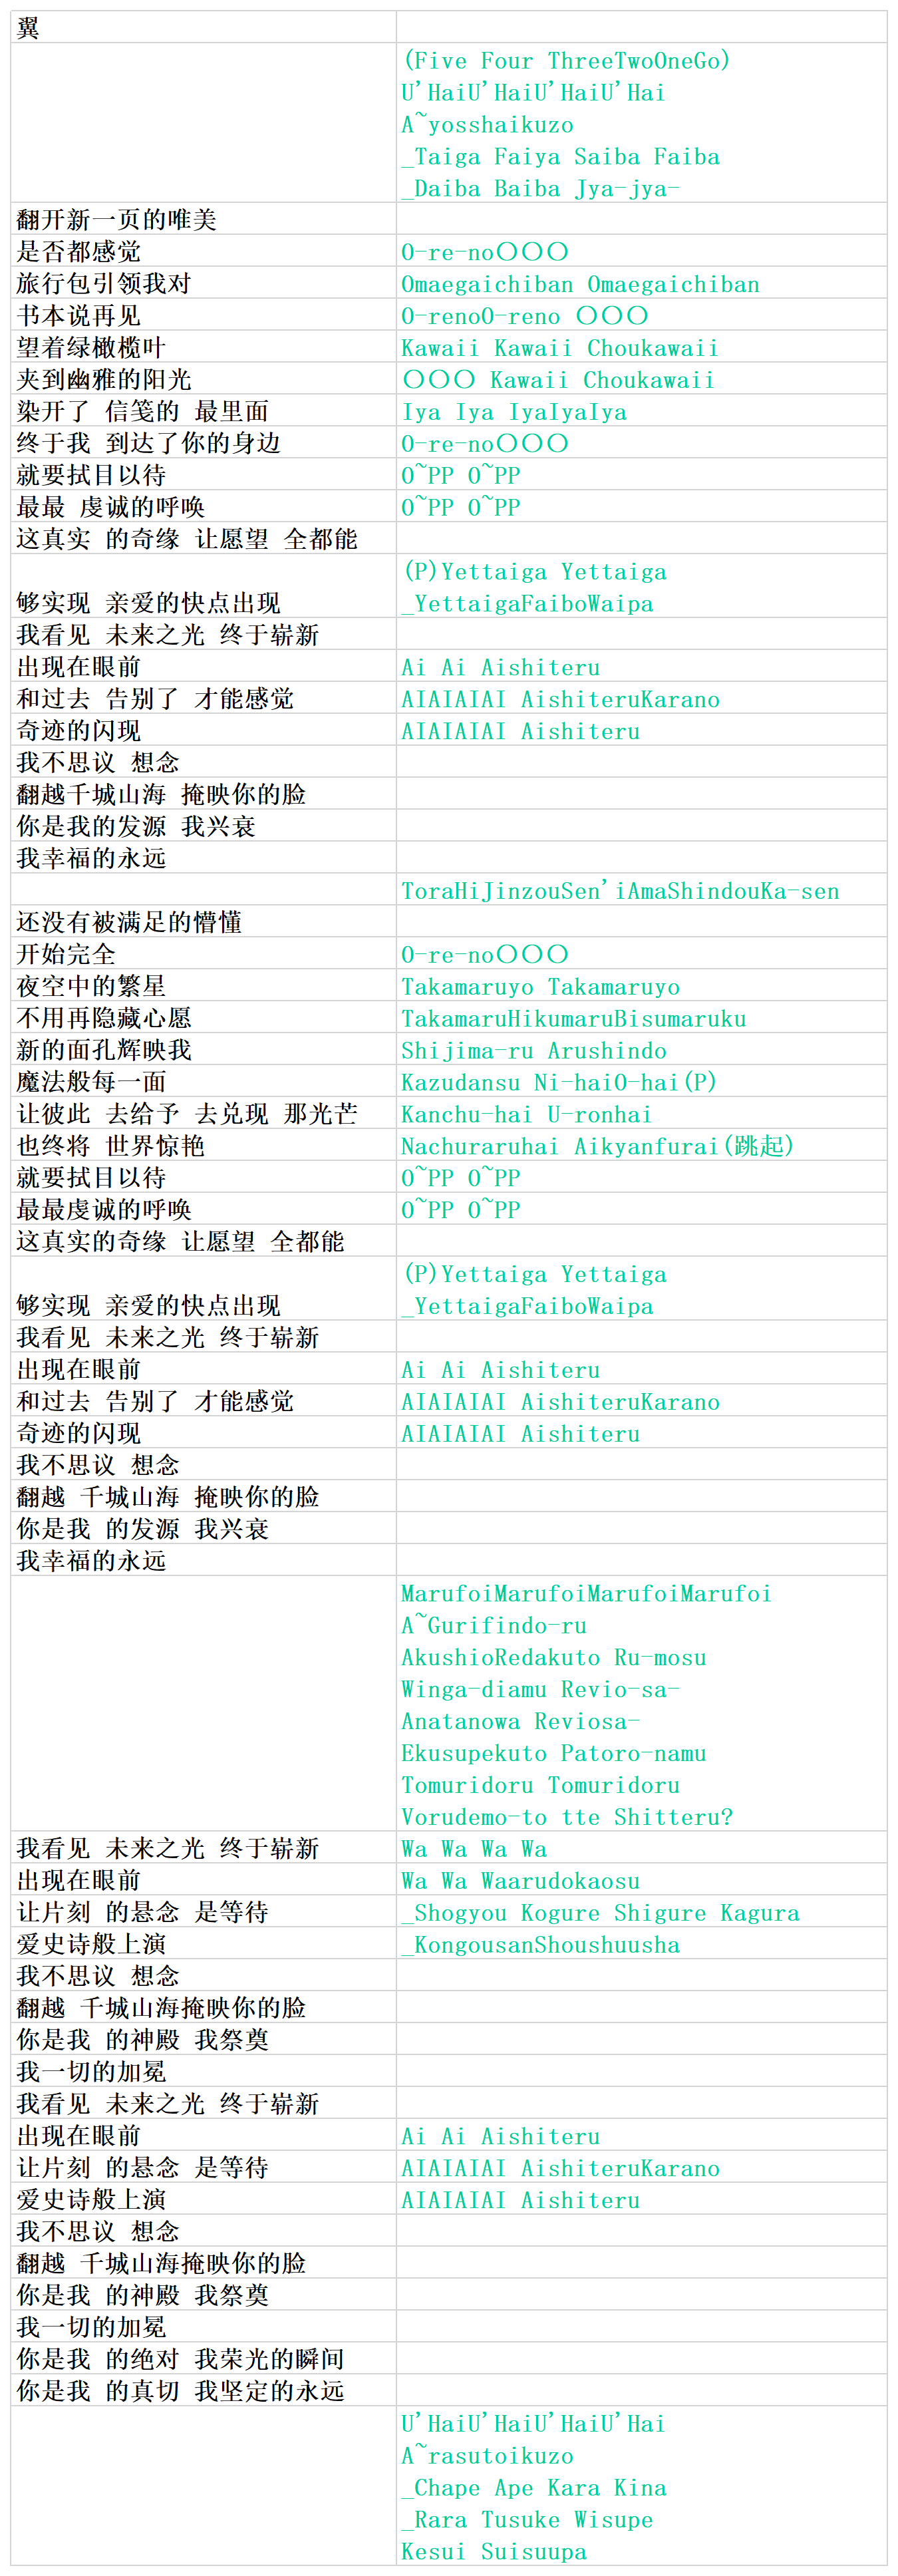 翼
(Five Four ThreeTwoOneGo)
U'HaiU'HaiU'HaiU'Hai
A~yosshaikuzo
_Taiga Faiya Saiba Faiba
_Daiba Baiba Jya-jya-
翻开新一页的唯美
是否都感觉 O-re-no〇〇〇
旅行包引领我对 Omaegaichiban Omaegaichiban
书本说再见 O-renoO-reno 〇〇〇
望着绿橄榄叶 Kawaii Kawaii Choukawaii
夹到幽雅的阳光 〇〇〇 Kawaii Choukawaii
染开了 信笺的 最里面 Iya Iya IyaIyaIya
终于我 到达了你的身边 O-re-no〇〇〇
就要拭目以待 O~PP O~PP
最最 虔诚的呼唤 O~PP O~PP
这真实 的奇缘 让愿望 全都能
(P)Yettaiga Yettaiga
够实现 亲爱的快点出现 _YettaigaFaiboWaipa
我看见 未来之光 终于崭新
出现在眼前 Ai Ai Aishiteru
和过去 告别了 才能感觉 AIAIAIAI AishiteruKarano
奇迹的闪现 AIAIAIAI Aishiteru
我不思议 想念
翻越千城山海 掩映你的脸
你是我的发源 我兴衰
我幸福的永远
ToraHiJinzouSen'iAmaShindouKa-sen
还没有被满足的懵懂
开始完全 O-re-no〇〇〇
夜空中的繁星 Takamaruyo Takamaruyo
不用再隐藏心愿 TakamaruHikumaruBisumaruku
新的面孔辉映我 Shijima-ru Arushindo
魔法般每一面 Kazudansu Ni-haiO-hai(P)
让彼此 去给予 去兑现 那光芒 Kanchu-hai U-ronhai
也终将 世界惊艳 Nachuraruhai Aikyanfurai(跳起)
就要拭目以待 O~PP O~PP
最最虔诚的呼唤 O~PP O~PP
这真实的奇缘 让愿望 全都能
(P)Yettaiga Yettaiga
够实现 亲爱的快点出现 _YettaigaFaiboWaipa
我看见 未来之光 终于崭新
出现在眼前 Ai Ai Aishiteru
和过去 告别了 才能感觉 AIAIAIAI AishiteruKarano
奇迹的闪现 AIAIAIAI Aishiteru
我不思议 想念
翻越 千城山海 掩映你的脸
你是我 的发源 我兴衰
我幸福的永远
MarufoiMarufoiMarufoiMarufoi
A~Gurifindo-ru
AkushioRedakuto Ru-mosu
Winga-diamu Revio-sa-
Anatanowa Reviosa-
Ekusupekuto Patoro-namu
Tomuridoru Tomuridoru
Vorudemo-to tte Shitteru?
我看见 未来之光 终于崭新 Wa Wa Wa Wa
出现在眼前 Wa Wa Waarudokaosu
让片刻 的悬念 是等待 _Shogyou Kogure Shigure Kagura
爱史诗般上演 _KongousanShoushuusha
我不思议 想念
翻越 千城山海掩映你的脸
你是我 的神殿 我祭奠
我一切的加冕
我看见 未来之光 终于崭新
出现在眼前 Ai Ai Aishiteru
让片刻 的悬念 是等待 AIAIAIAI AishiteruKarano
爱史诗般上演 AIAIAIAI Aishiteru
我不思议 想念
翻越 千城山海掩映你的脸
你是我 的神殿 我祭奠
我一切的加冕
你是我 的绝对 我荣光的瞬间
你是我 的真切 我坚定的永远
U'HaiU'HaiU'HaiU'Hai
A~rasutoikuzo
_Chape Ape Kara Kina
_Rara Tusuke Wisupe
Kesui Suisuupa